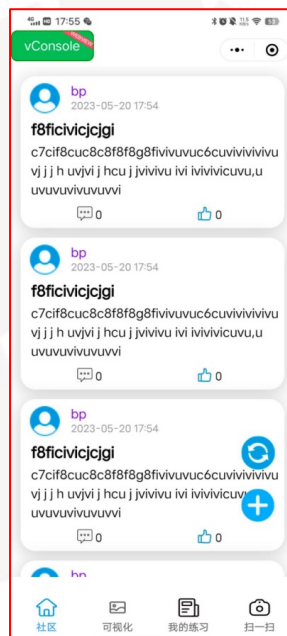 17:55
vConsole
bp
2023-05-20 17:54
f8ficivicjcjgi
c7cif8cuc8c8f8f8g8fivivuvuc6cuvivivivivu
vj j j h uvjvi j hcu j jvivivu ivi ivivivicuvu,u
uvuvuvivuvuvvi
0 0
bp
2023-05-20 17:54
f8ficivicjcjgi
c7cif8cuc8c8f8f8g8fivivuvuc6cuvivivivivu
vj j j h uvjvi j hcu j jvivivu ivi ivivivicuvu,u
uvuvuvivuvuvvi
0 0
bp
2023-05-20 17:54
f8ficivicjcjgi
c7cif8cuc8c8f8f8g8fivivuvuc6cuvivivivivu
vj j j h uvjvi j hcu j jvivivu ivi
uvuvuvivuvuvvi
0 0
bp
社区 可视化 我的练习 扫一扫